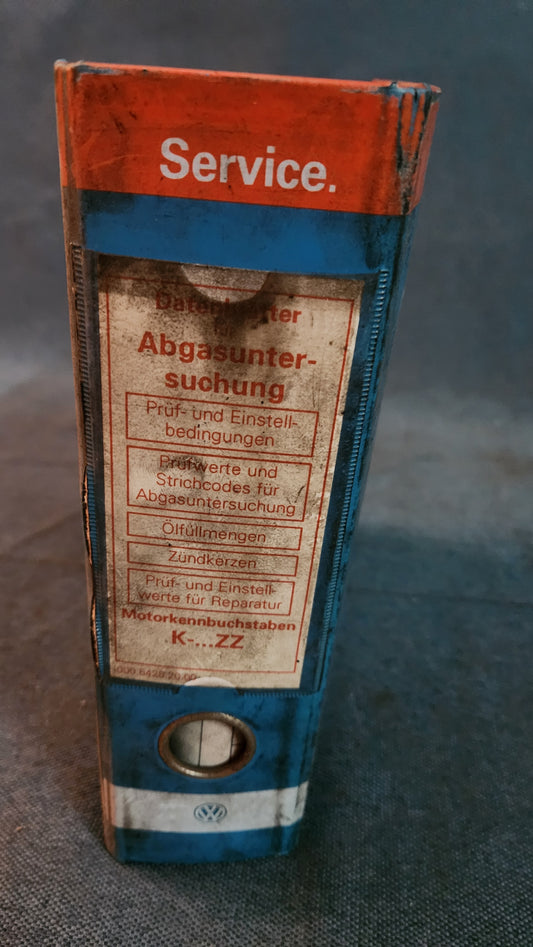 Service.
Abgasunter-
suchung
Prüf- und Einstell-
bedingungen
Prüfwerte und
Strichcodes für
Abgasuntersuchung
Ölfüllmengen
Zündkerzen
Prüf- und Einstell-
werte für Reparatur
Motorkennbuchstaben
K-...ZZ
VW